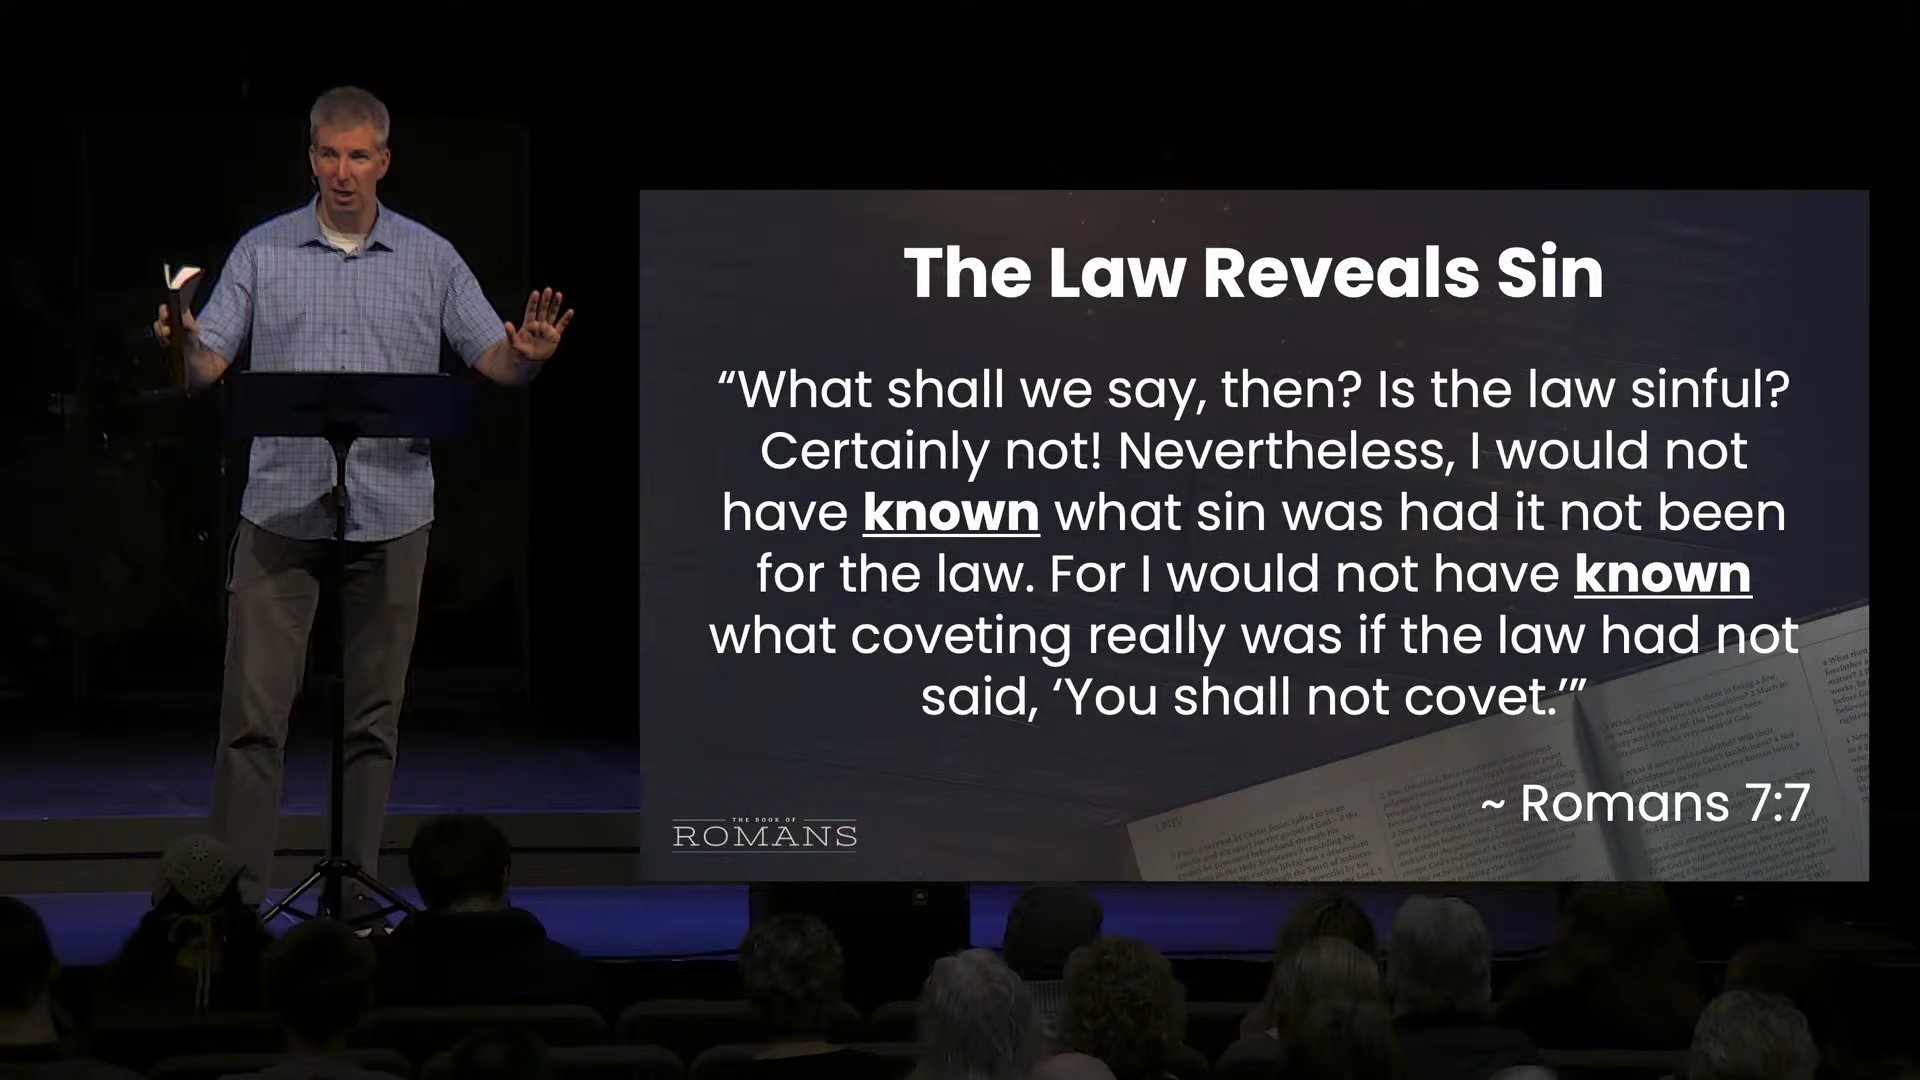 The Law Reveals Sin
“What shall we say, then? Is the law sinful?
Certainly not! Nevertheless, I would not
have known what sin was had it not been
for the law. For I would not have known
what coveting really was if the law had not
said, ‘You shall not covet.’”
~ Romans 7:7
THE BOOK OF
ROMANS